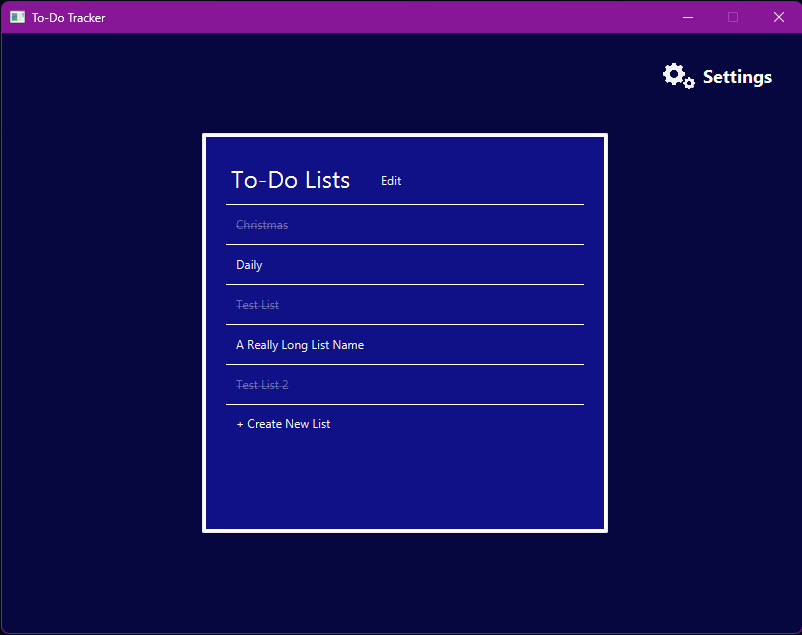 To-Do Tracker
Settings
To-Do Lists Edit
Christmas
Daily
Test List
A Really Long List Name
Test List 2
+ Create New List